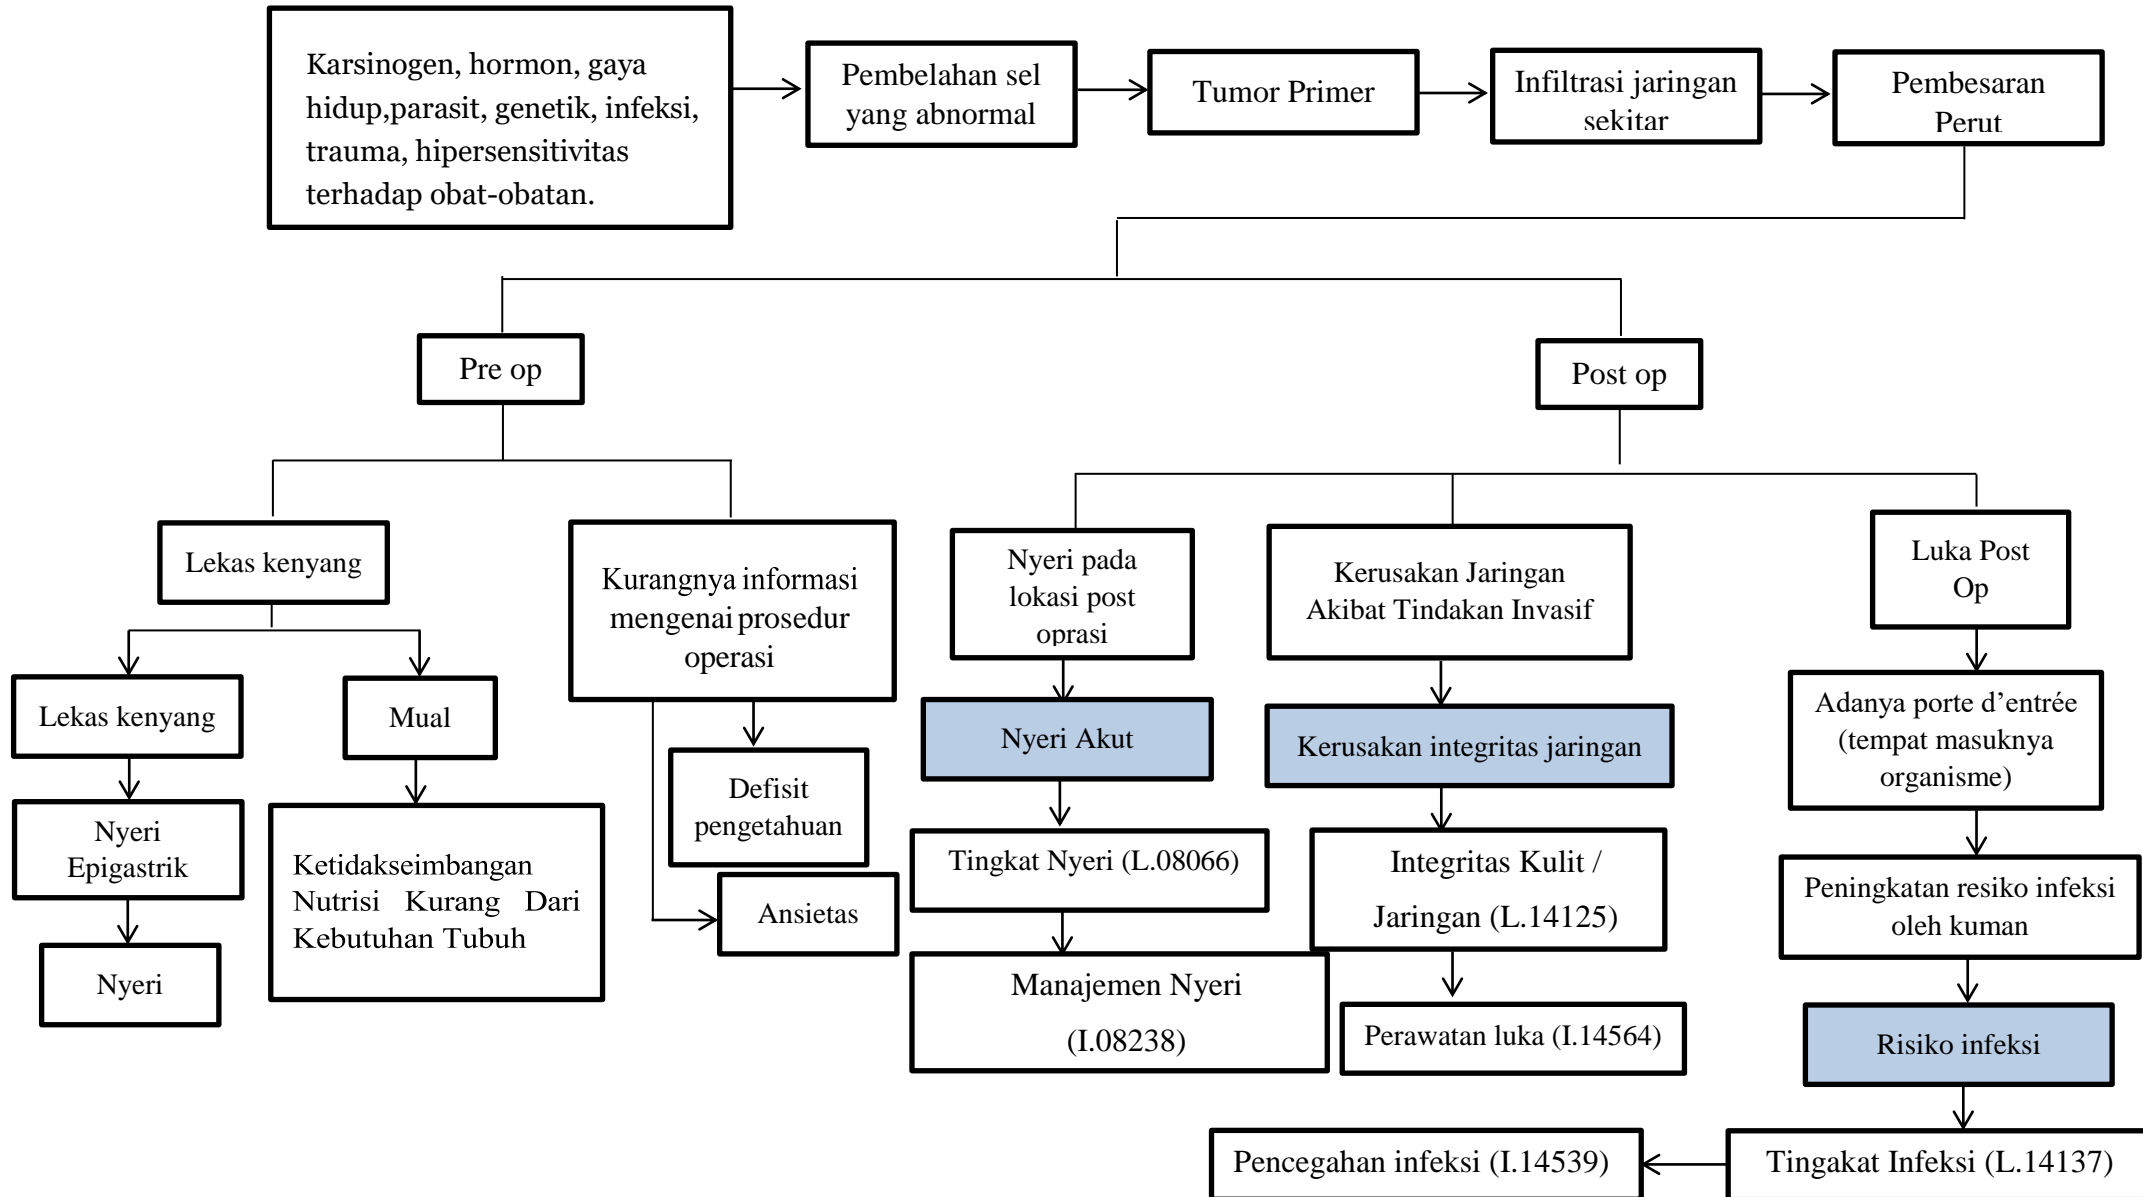 Karsinogen, hormon, gaya
hidup,parasit, genetik, infeksi,
trauma, hipersensitivitas
terhadap obat-obatan.
Pembelahan sel
yang abnormal
Tumor Primer
Infiltrasi jaringan
sekitar
Pembesaran
Perut
Pre op
Post op
Lekas kenyang
Kurangnya informasi
mengenai prosedur
operasi
Nyeri pada
lokasi post
oprasi
Kerusakan Jaringan
Akibat Tindakan Invasif
Luka Post
Op
Lekas kenyang
Mual
Nyeri Akut
Kerusakan integritas jaringan
Adanya porte d’entrée
(tempat masuknya
organisme)
Nyeri
Epigastrik
Ketidakseimbangan
Nutrisi Kurang Dari
Kebutuhan Tubuh
Defisit
pengetahuan
Tingkat Nyeri (L.08066)
Integritas Kulit /
Jaringan (L.14125)
Peningkatan resiko infeksi
oleh kuman
Ansietas
Nyeri
Manajemen Nyeri
(I.08238)
Perawatan luka (I.14564)
Risiko infeksi
Pencegahan infeksi (I.14539)
Tingakat Infeksi (L.14137)